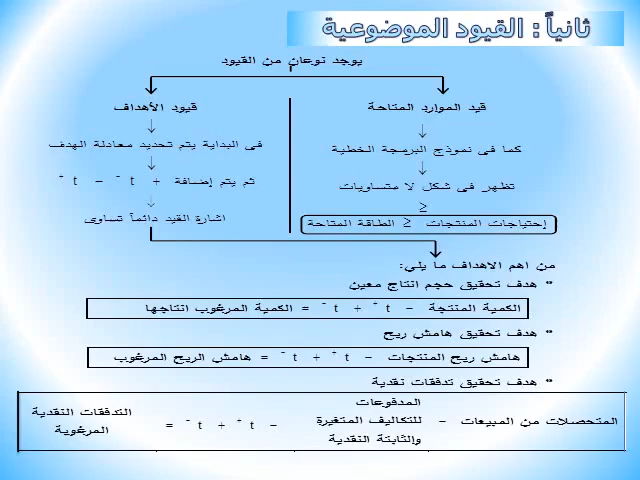 ثانياً : القيود الموضوعية
يوجد نوعان من القيود
قيد الموارد المتاحة
كما فى نموذج البرمجة الخطية
تظهر فى شكل لا متساويات
≥
إحتياجات المنتجات ≥ الطاقة المتاحة
قيود الأهداف
فى البداية يتم تحديد معادلة الهدف
ثم يتم إضافة + t − - t +
اشارة القيد دائماً تساوى
من اهم الاهداف ما يلي:
• هدف تحقيق حجم انتاج معين
الكمية المنتجة − t + + t - = الكمية المرغوب انتاجها
• هدف تحقيق هامش ربح
هامش ربح المنتجات − t + + t - = هامش الربح المرغوب
• هدف تحقيق تدفقات نقدية
المتحصلات من المبيعات − المدفوعات للتكاليف المتغيرة والثابتة النقدية − t + + t - = التدفقات النقدية المرغوبة